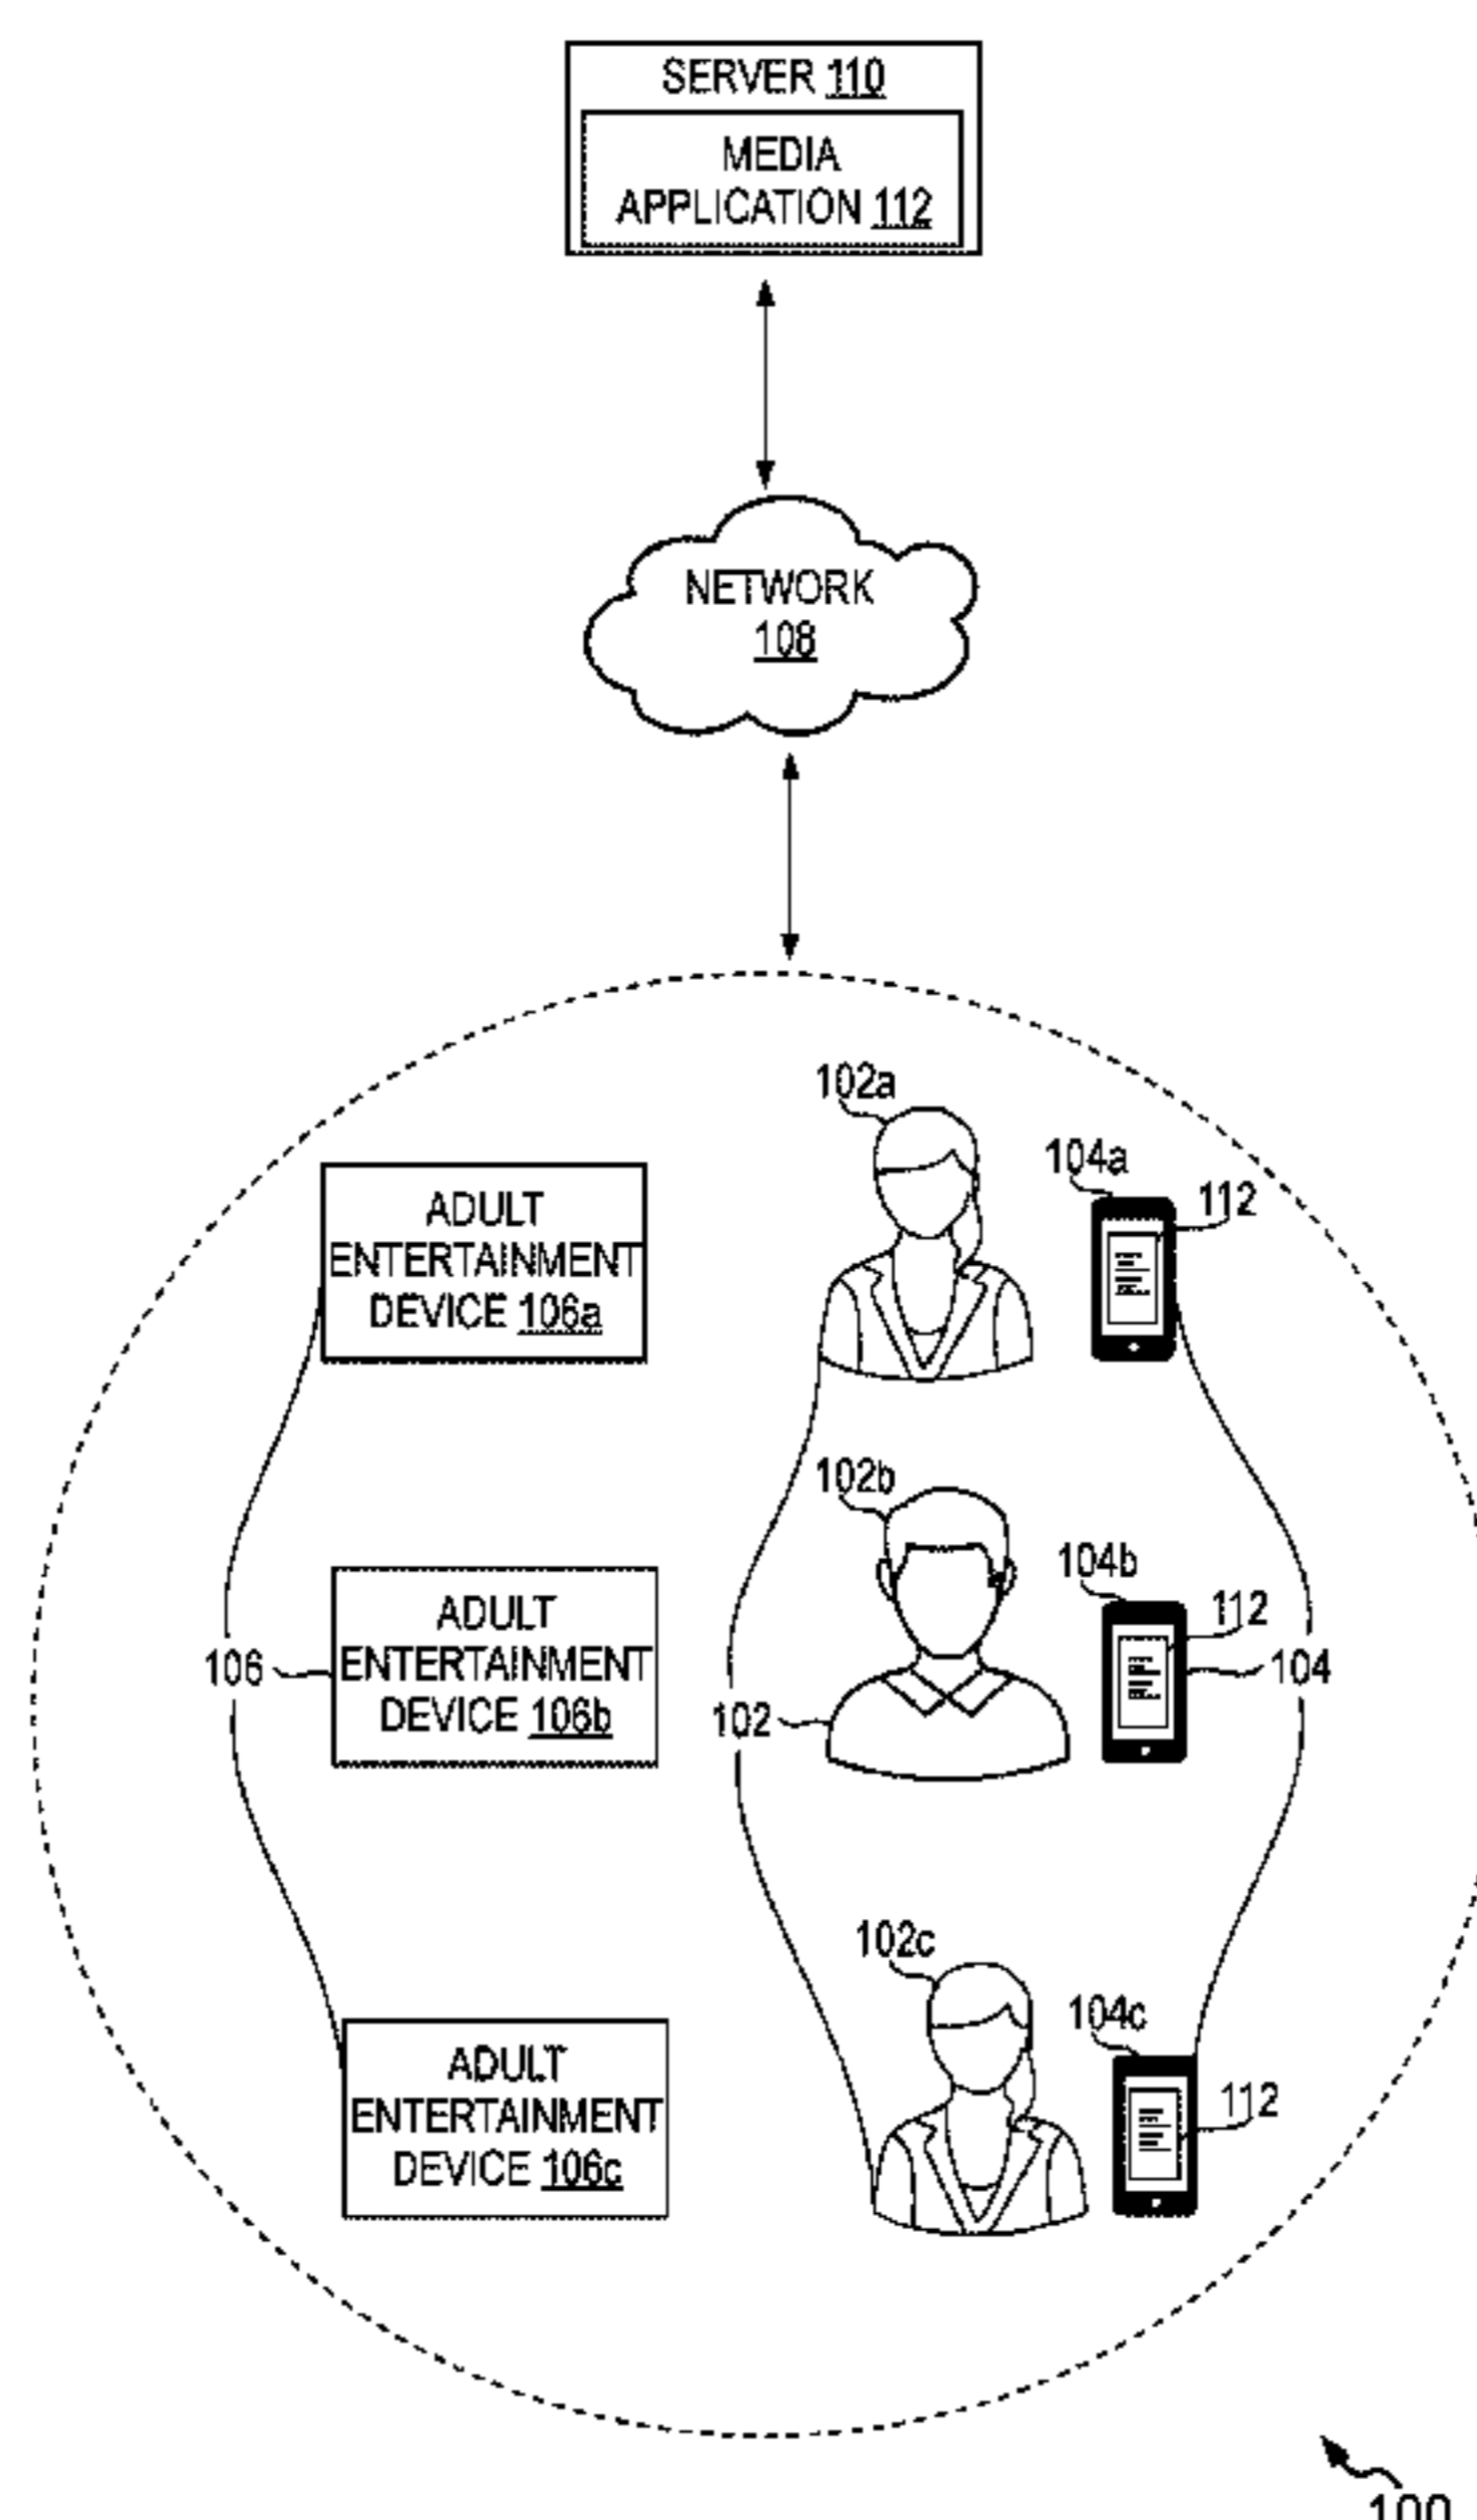 SERVER 110
MEDIA
APPLICATION 112
NETWORK
108
102a
104a
112
ADULT
ENTERTAINMENT
DEVICE 106a
102b
104b
112
ADULT
ENTERTAINMENT
DEVICE 106b
106
102
104
102c
104c
112
ADULT
ENTERTAINMENT
DEVICE 106c
100